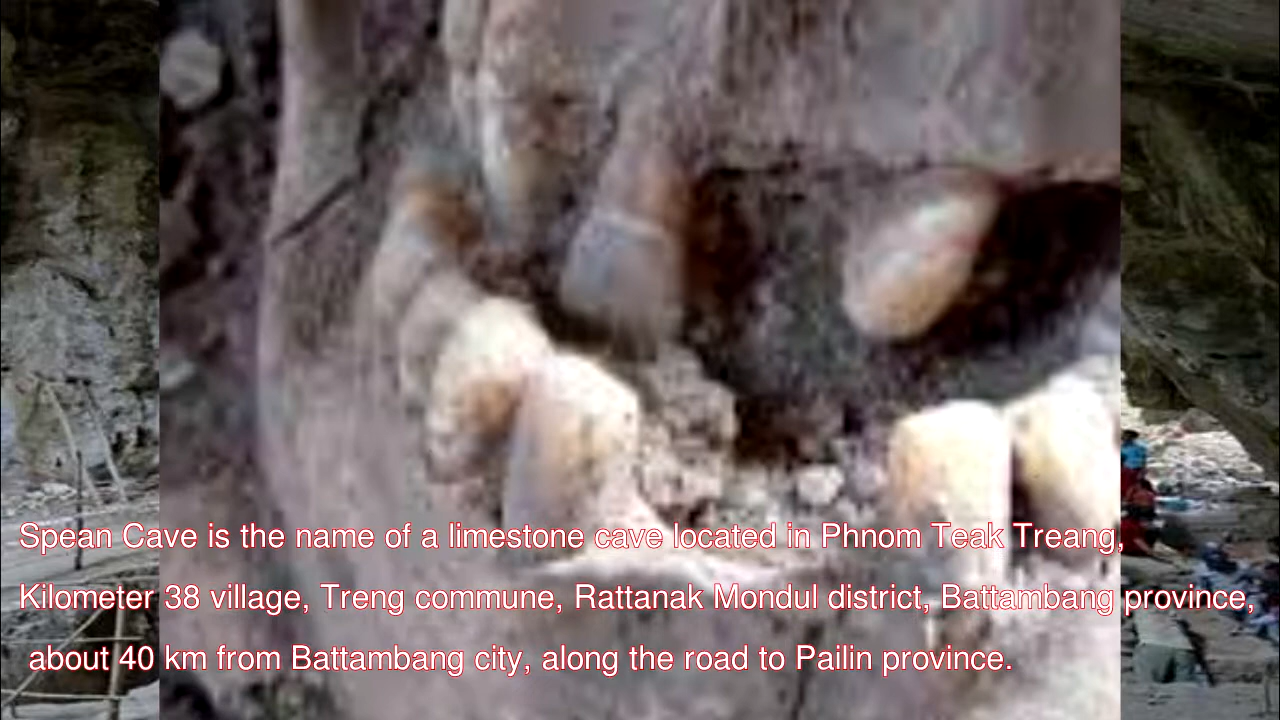 Spean Cave is the name of a limestone cave located in Phnom Teak Treang,
Kilometer 38 village, Treng commune, Rattanak Mondul district, Battambang province,
about 40 km from Battambang city, along the road to Pailin province.